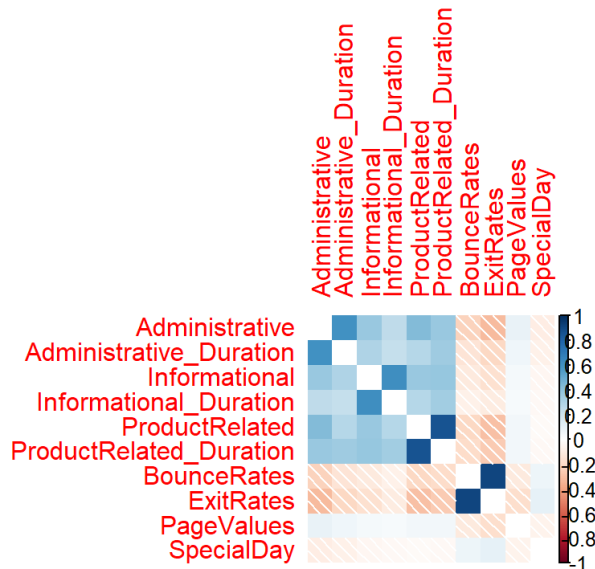 Administrative
Administrative_Duration
Informational
Informational_Duration
ProductRelated
ProductRelated_Duration
BounceRates
ExitRates
PageValues
SpecialDay
Administrative
Administrative_Duration
Informational
Informational_Duration
ProductRelated
ProductRelated_Duration
BounceRates
ExitRates
PageValues
SpecialDay
1
0.8
0.6
0.4
0.2
0
-0.2
-0.4
-0.6
-0.8
-1